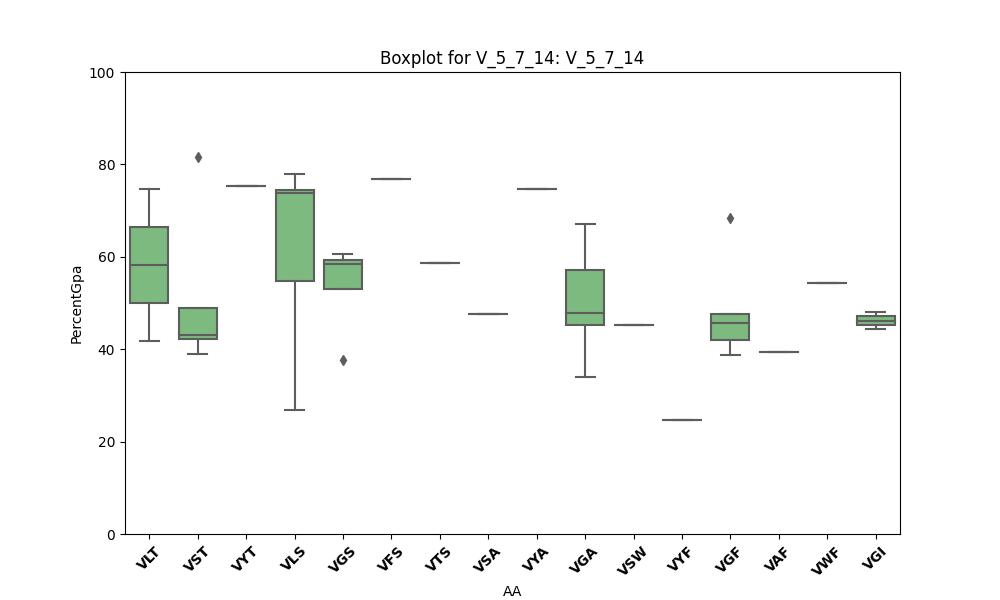 Boxplot for V_5_7_14: V_5_7_14
100
80
60
40
20
0
PercentGpa
VLT
VST
VYT
VLS
VGS
VFS
VTS
VSA
VYA
VGA
VSW
VYF
VGF
VAF
VWF
VGI
AA